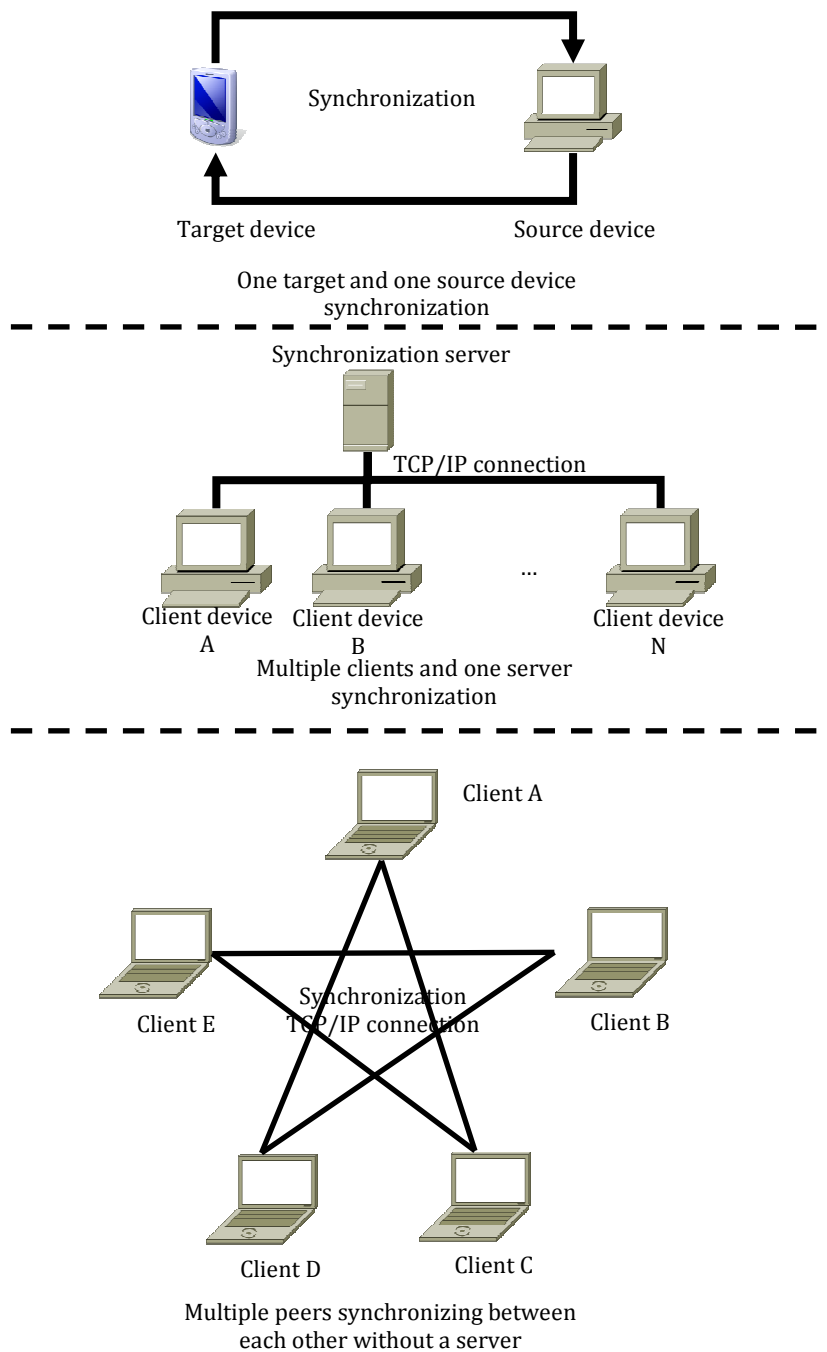 Synchronization
Target device
Source device
One target and one source device
synchronization
Synchronization server
TCP/IP connection
...
Client device
A
Client device
B
Client device
N
Multiple clients and one server
synchronization
Client A
Client E
Synchronization
TCP/IP connection
Client B
Client D
Client C
Multiple peers synchronizing between
each other without a server